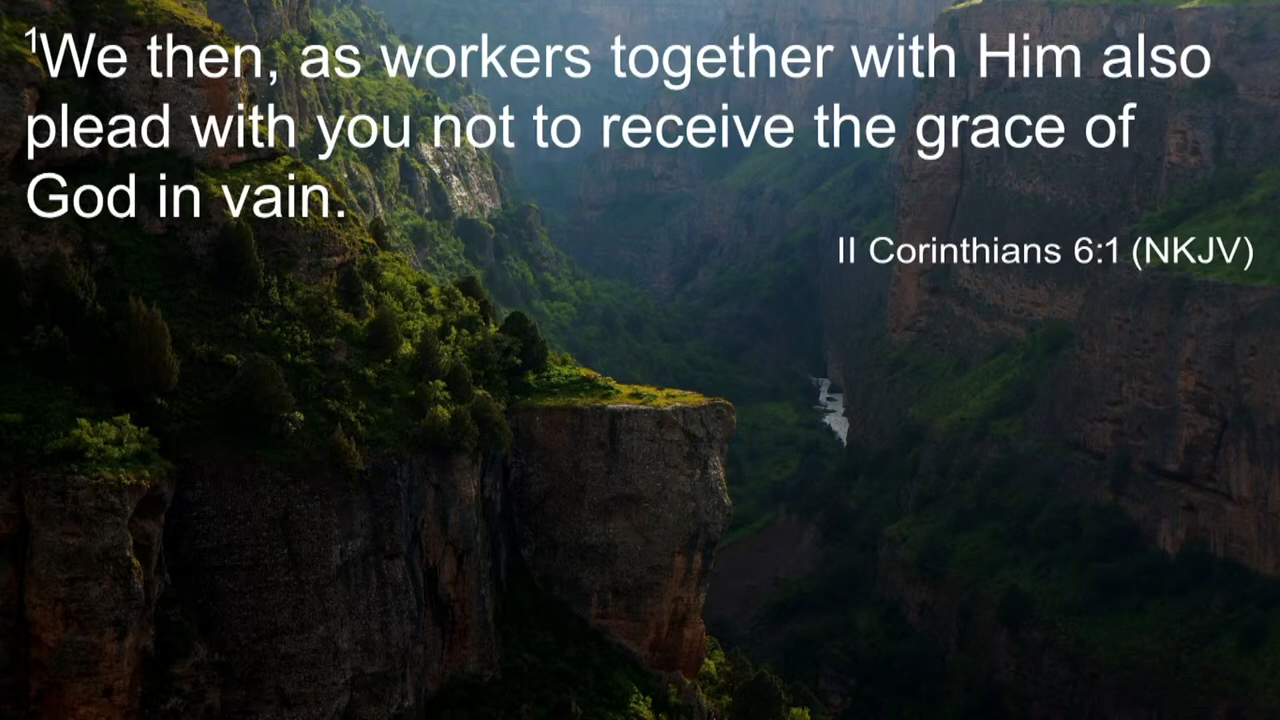 ¹We then, as workers together with Him also
plead with you not to receive the grace of
God in vain.
II Corinthians 6:1 (NKJV)